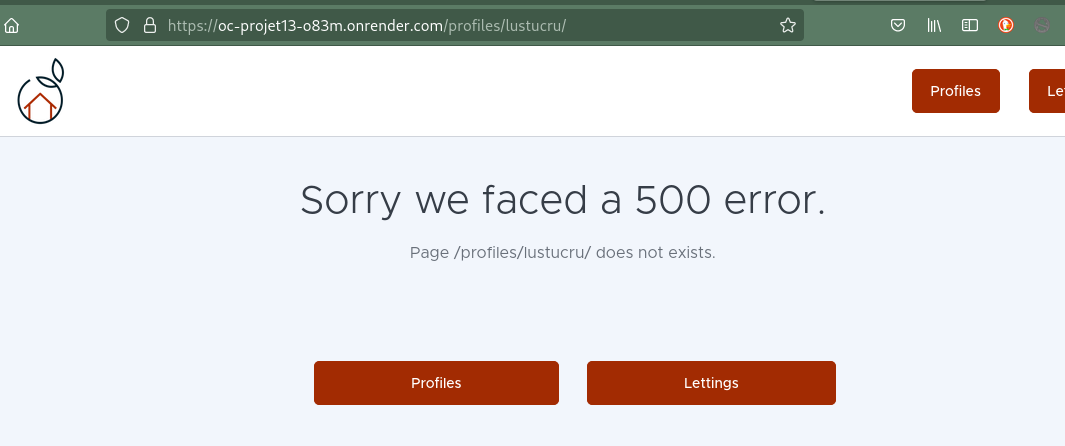 https://oc-projet13-o83m.onrender.com/profiles/lustucru/
Profiles
Let
Sorry we faced a 500 error.
Page /profiles/lustucru/ does not exists.
Profiles
Lettings